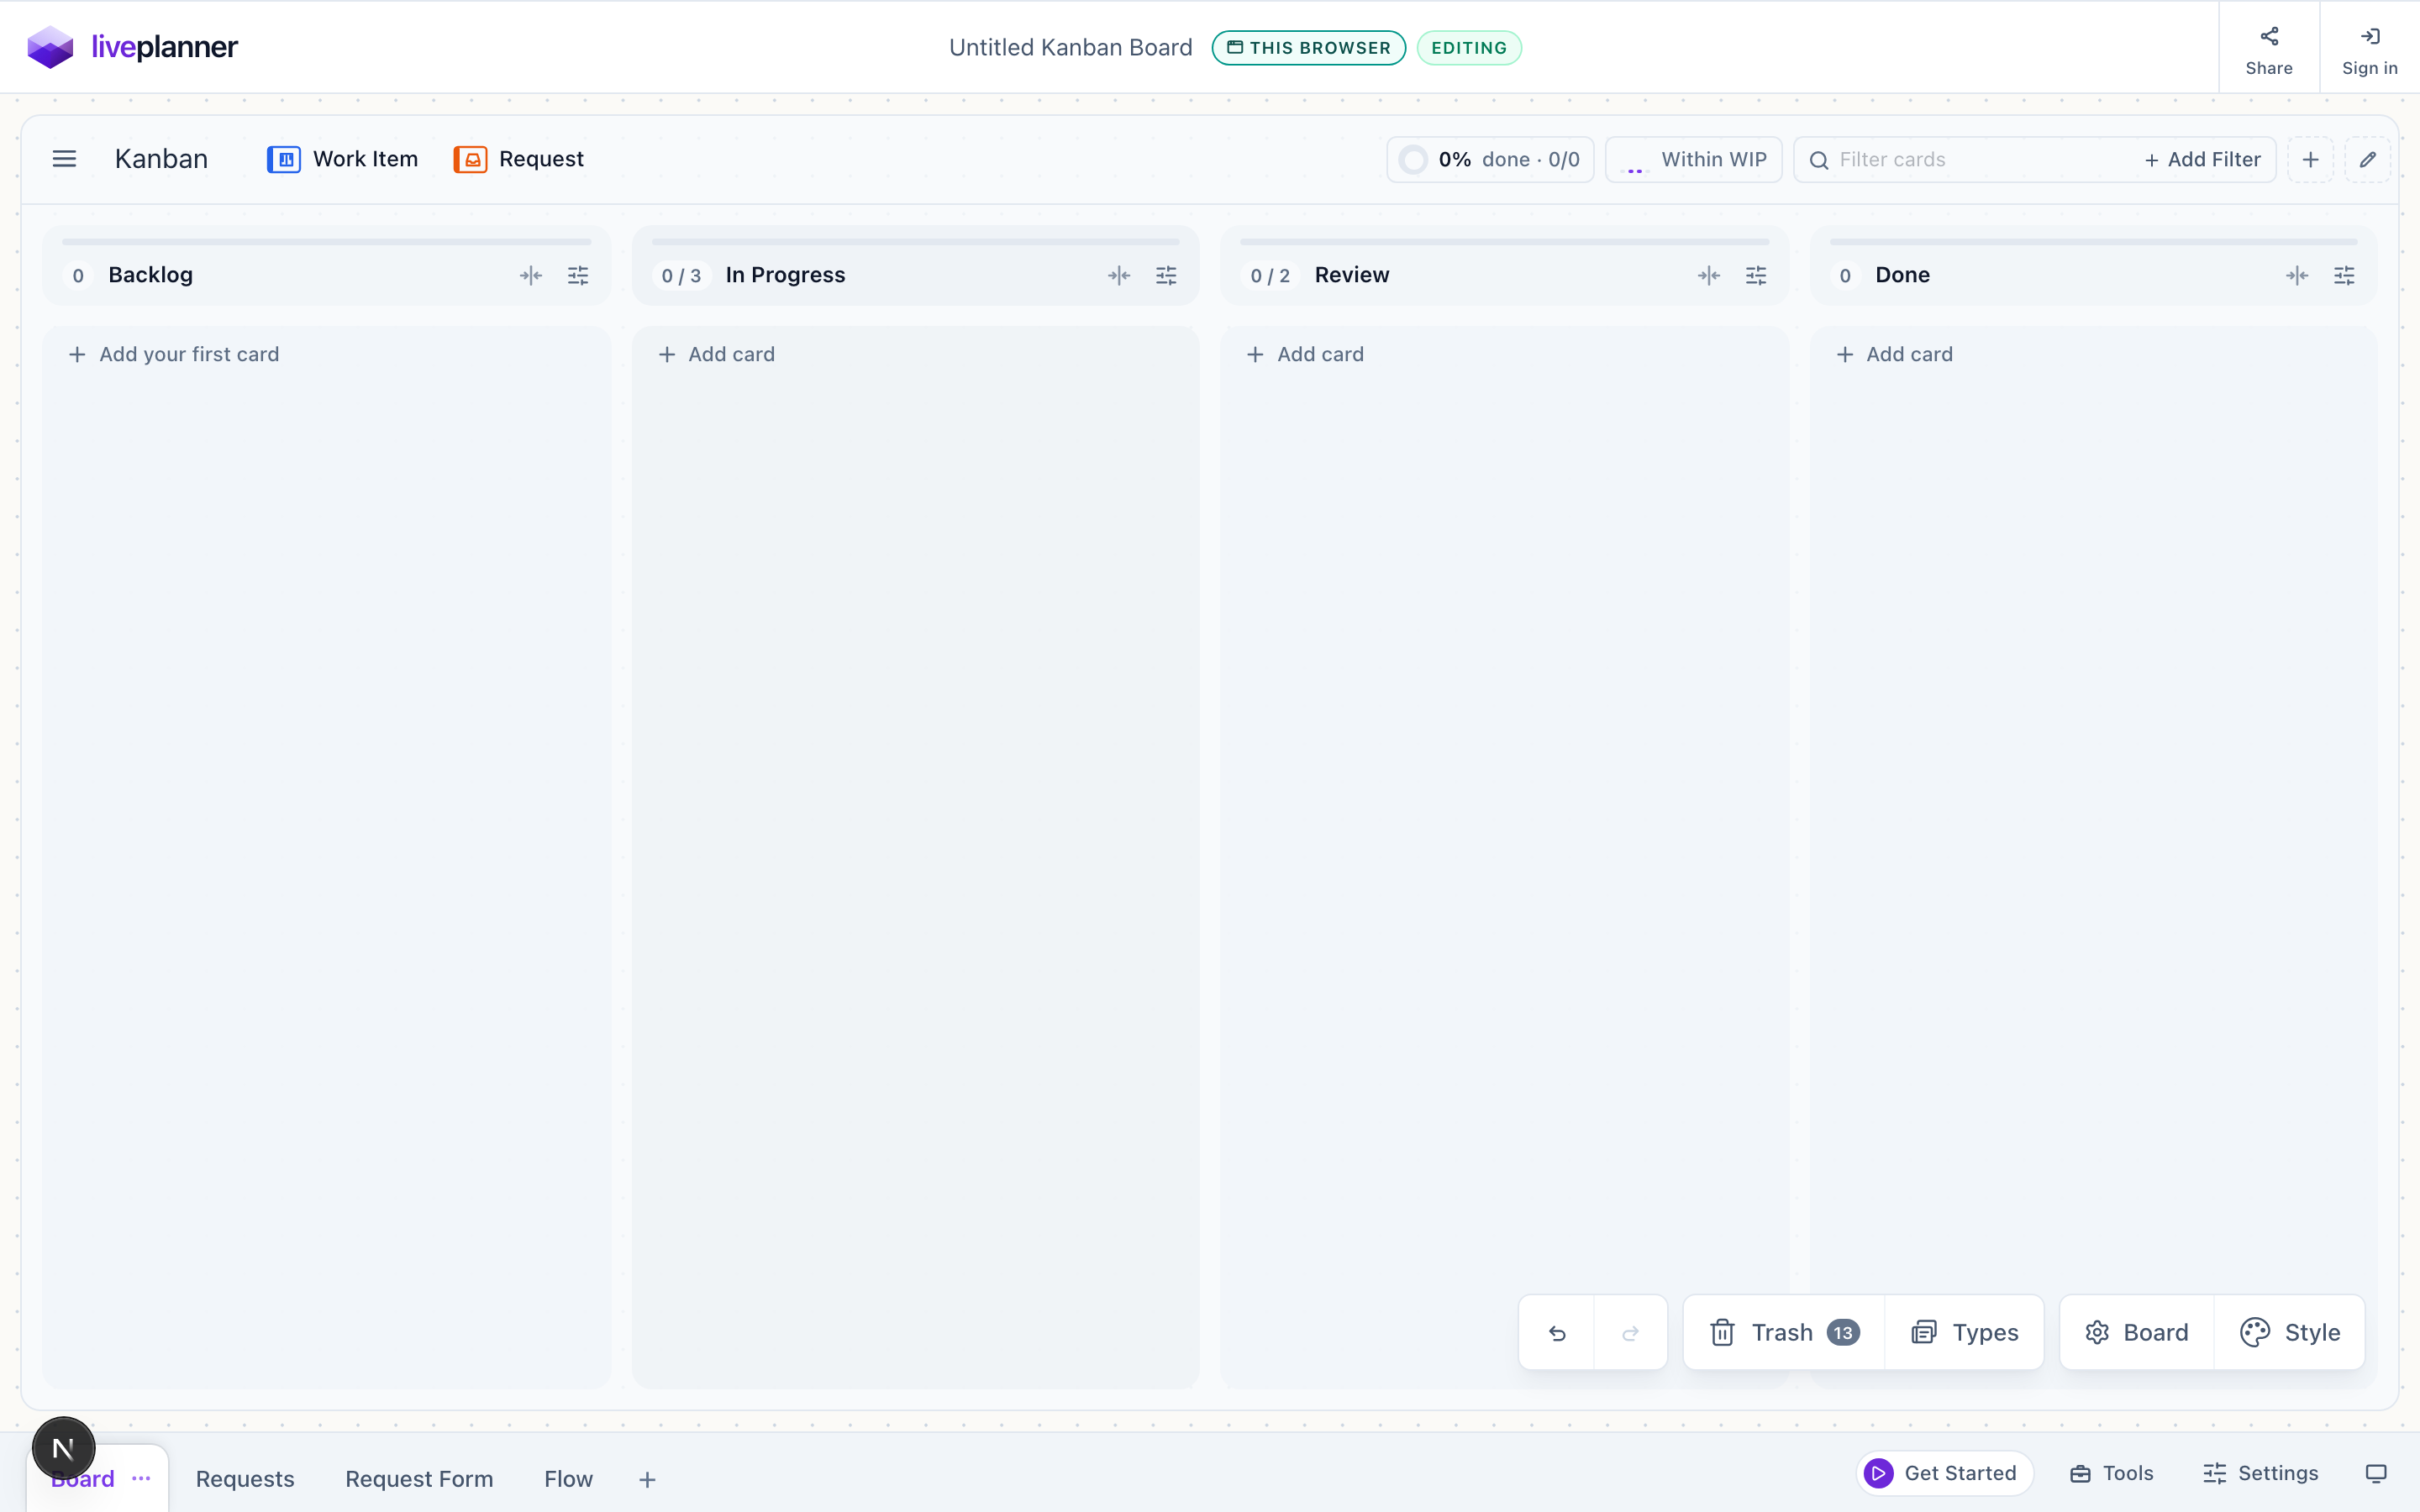 liveplanner
Untitled Kanban Board THIS BROWSER EDITING
Share
Sign in
Kanban Work Item Request
0% done · 0/0 Within WIP Filter cards + Add Filter
0 Backlog
0 / 3 In Progress
0 / 2 Review
0 Done
+ Add your first card
+ Add card
+ Add card
+ Add card
Trash 13 Types Board Style
N
Board ··· Requests Request Form Flow +
Get Started Tools Settings